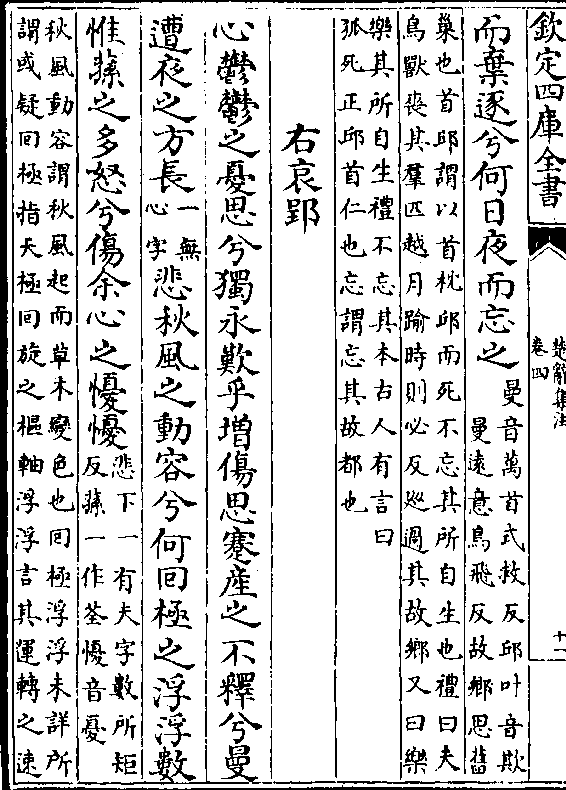 欽定四庫全書
楚辭集注
卷四
十一
而棄逐兮何日夜而忘之
曼音萬首式救反邱叶音欺
曼遠意鳥飛反故鄉思舊
巢也首邱謂以首枕邱而死不忘其所自生也禮曰夫
鳥獸喪其羣匹越月踰時則必反廵過其故鄉又曰樂
樂其所自生禮不忘其本古人有言曰
狐死正邱首仁也忘謂忘其故都也
右哀郢
心鬱鬱之憂思兮獨永歎乎增傷思蹇産之不釋兮曼
遭夜之方長
一無
心字
悲秋風之動容兮何回極之浮浮數
惟蓀之多怒兮傷余心之懮懮
悲下一有夫字數所矩
反蓀一作荃懮音憂
秋風動容謂秋風起而草木變色也回極浮浮未詳所
謂或疑回極指天極回旋之樞軸浮浮言其運轉之速